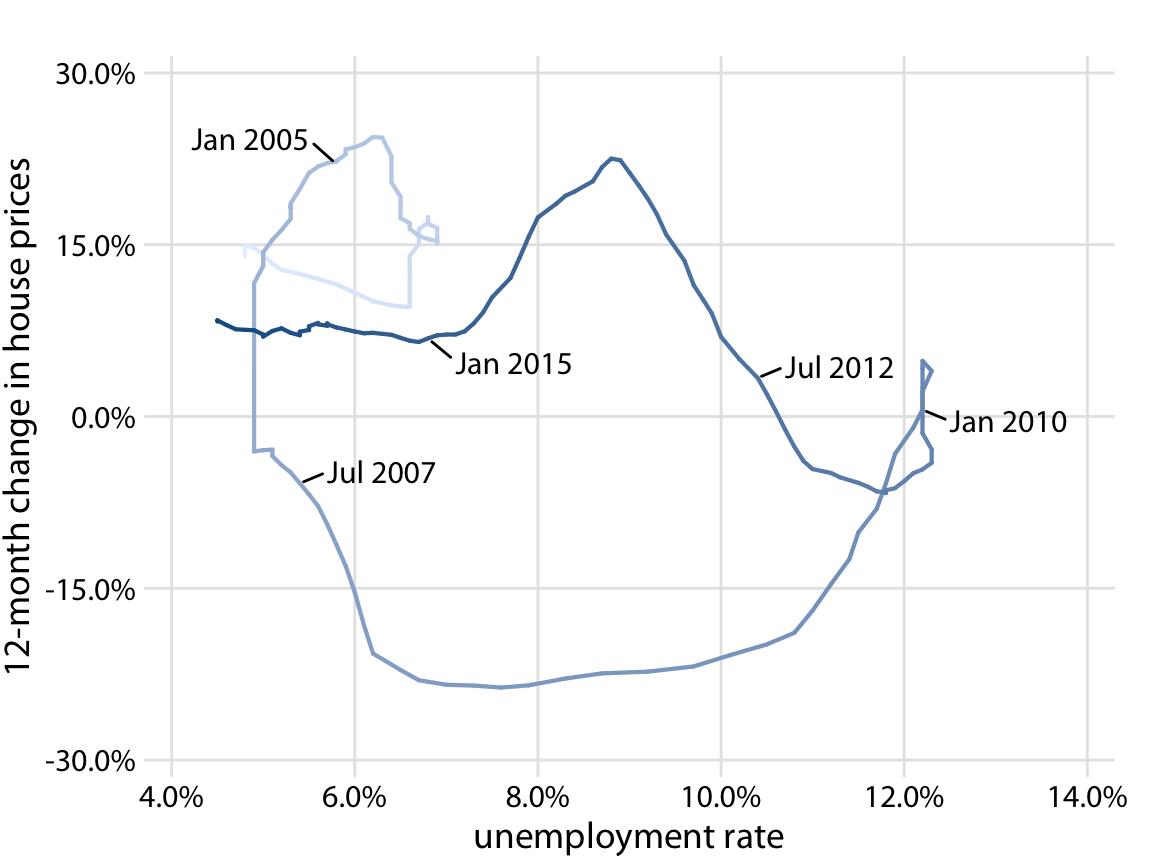 30.0%
15.0%
0.0%
-15.0%
-30.0%
12-month change in house prices
Jan 2005
Jan 2015
Jul 2012
Jan 2010
Jul 2007
4.0%
6.0%
8.0%
10.0%
12.0%
14.0%
unemployment rate